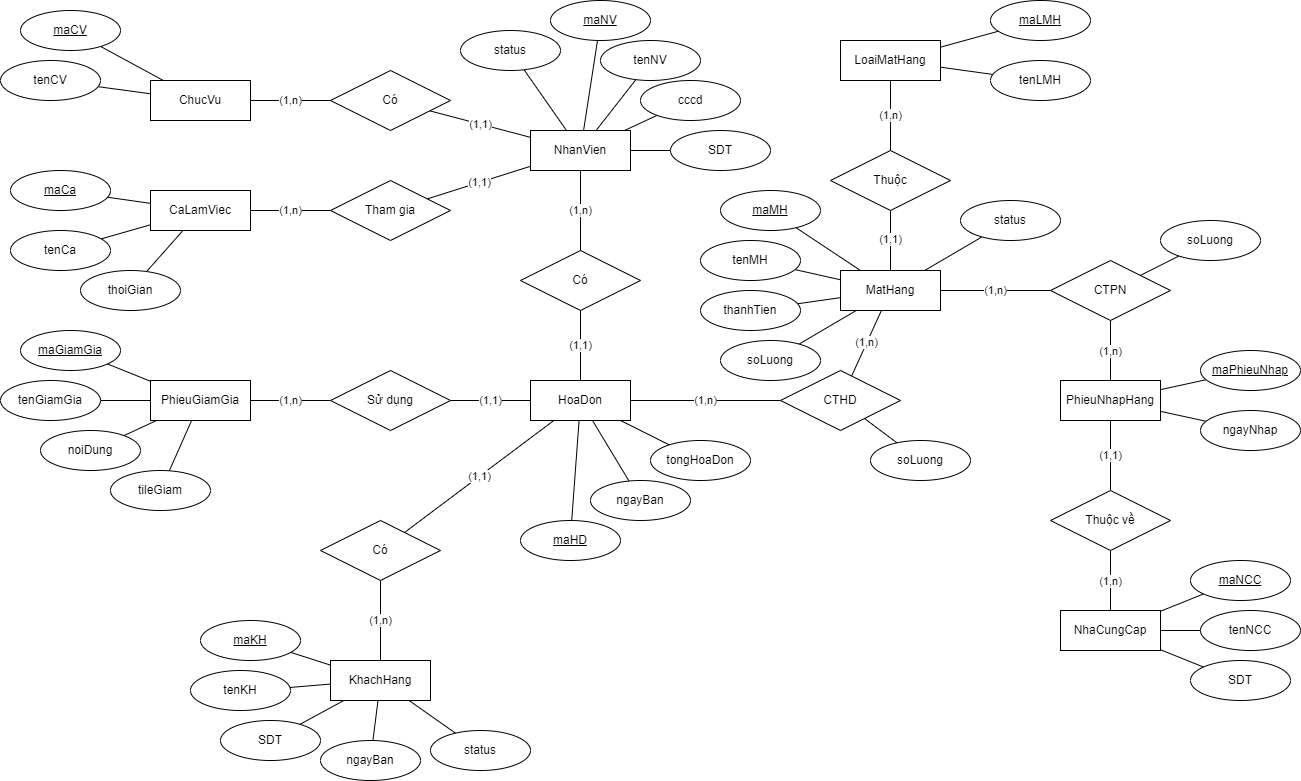 maCV
tenCV
ChucVu
(1,n)
Có
(1,1)
status
maNV
tenNV
cccd
SDT
NhanVien
maCa
tenCa
thoiGian
CaLamViec
(1,n)
Tham gia
(1,1)
(1,n)
Có
(1,1)
maLMH
tenLMH
LoaiMatHang
(1,n)
Thuộc
(1,1)
maMH
tenMH
thanhTien
soLuong
status
MatHang
(1,n)
CTPN
soLuong
(1,n)
maPhieuNhap
ngayNhap
PhieuNhapHang
(1,1)
Thuộc về
(1,n)
maNCC
tenNCC
SDT
NhaCungCap
maGiamGia
tenGiamGia
noiDung
tileGiam
PhieuGiamGia
(1,n)
Sử dụng
(1,1)
HoaDon
(1,n)
CTHD
(1,n)
soLuong
tongHoaDon
ngayBan
maHD
(1,1)
Có
(1,n)
maKH
tenKH
SDT
ngayBan
status
KhachHang